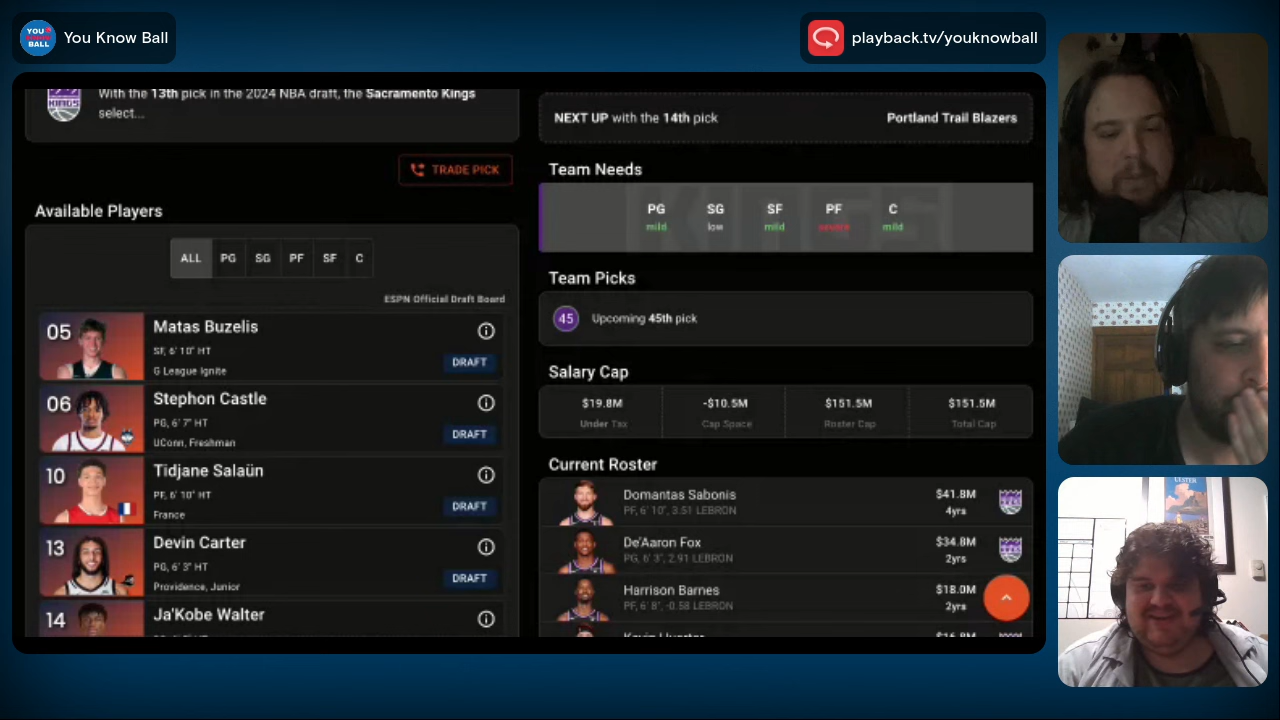 YOU KNOW BALL
You Know Ball
playback.tv/youknowball
KINGS
With the 13th pick in the 2024 NBA draft, the Sacramento Kings
select...
TRADE PICK
Available Players
ALL PG SG PF SF C
ESPN Official Draft Board
05
Matas Buzelis
SF, 6' 10" HT
G League Ignite
DRAFT
06
Stephon Castle
PG, 6' 7" HT
UConn, Freshman
DRAFT
10
Tidjane Salaün
PF, 6' 10" HT
France
DRAFT
13
Devin Carter
PG, 6' 3" HT
Providence, Junior
DRAFT
14
Ja'Kobe Walter
NEXT UP with the 14th pick Portland Trail Blazers
Team Needs
PG SG SF PF C
mild low mild severe mild
Team Picks
45 Upcoming 45th pick
Salary Cap
$19.8M -$10.5M $151.5M $151.5M
Under Tax Cap Space Roster Cap Total Cap
Current Roster
Domantas Sabonis $41.8M
PF, 6' 10", 3.51 LEBRON 4yrs
De'Aaron Fox $34.8M
PG, 6' 3", 2.91 LEBRON 2yrs
Harrison Barnes $18.0M
PF, 6' 8", -0.58 LEBRON 2yrs
ULSTER